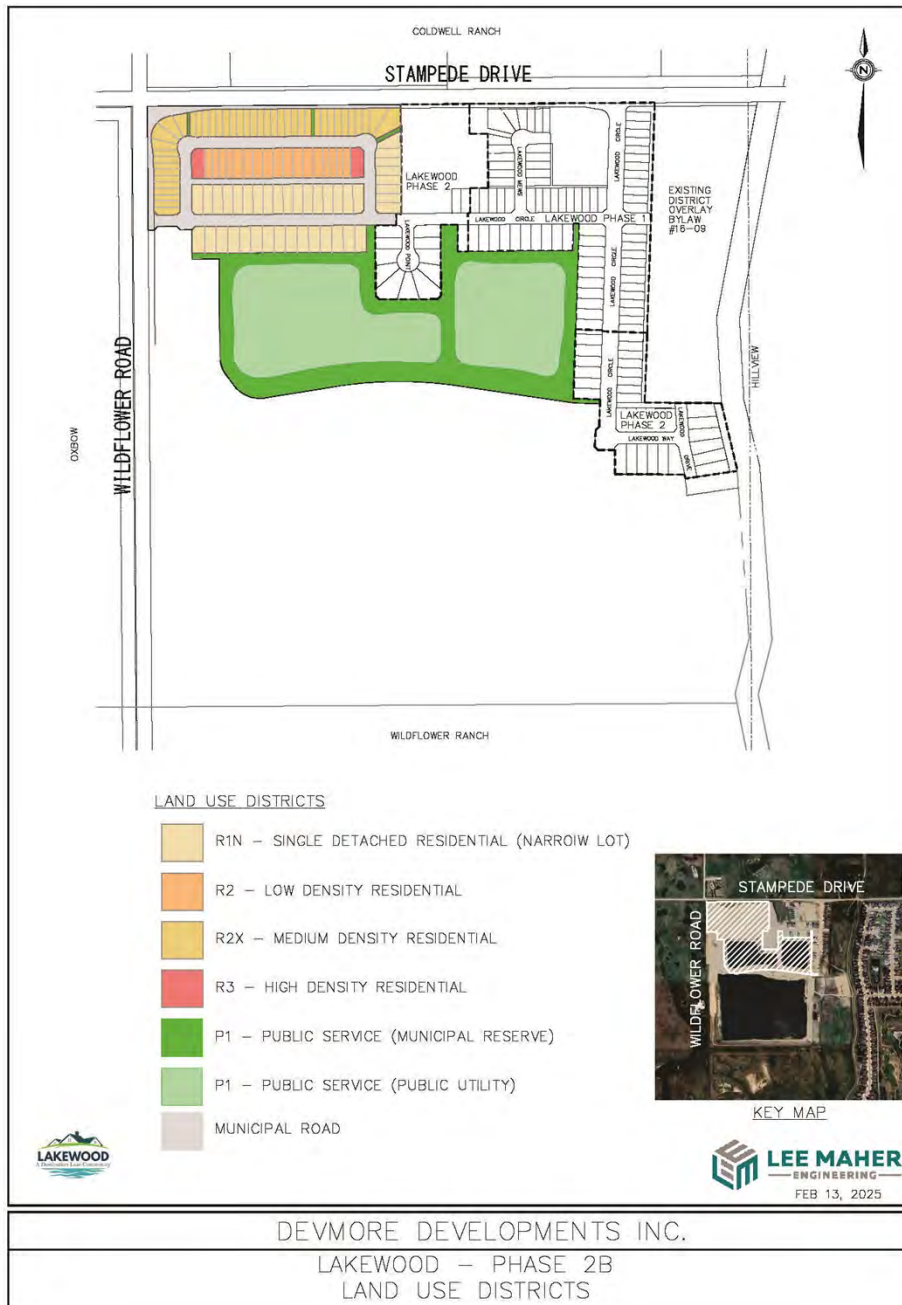 COLDWELL RANCH
STAMPEDE DRIVE
N
LAKEWOOD
PHASE 2
LAKEWOOD MEWS
LAKEWOOD CIRCLE
EXISTING
DISTRICT
OVERLAY
BYLAW
#16-09
LAKEWOOD CIRCLE
LAKEWOOD PHASE 1
LAKEWOOD POINT
LAKEWOOD CIRCLE
HILLVIEW
WILDFLOWER ROAD
OXBOW
LAKEWOOD CIRCLE
LAKEWOOD
PHASE 2
LAKEWOOD WAY
LAKEWOOD DRIVE
WILDFLOWER RANCH
LAND USE DISTRICTS
R1N - SINGLE DETACHED RESIDENTIAL (NARROIW LOT)
R2 - LOW DENSITY RESIDENTIAL
R2X - MEDIUM DENSITY RESIDENTIAL
R3 - HIGH DENSITY RESIDENTIAL
P1 - PUBLIC SERVICE (MUNICIPAL RESERVE)
P1 - PUBLIC SERVICE (PUBLIC UTILITY)
MUNICIPAL ROAD
STAMPEDE DRIVE
WILDFLOWER ROAD
KEY MAP
LAKEWOOD
A Destination Lake Community
LEE MAHER
ENGINEERING
FEB 13, 2025
DEVMORE DEVELOPMENTS INC.
LAKEWOOD - PHASE 2B
LAND USE DISTRICTS